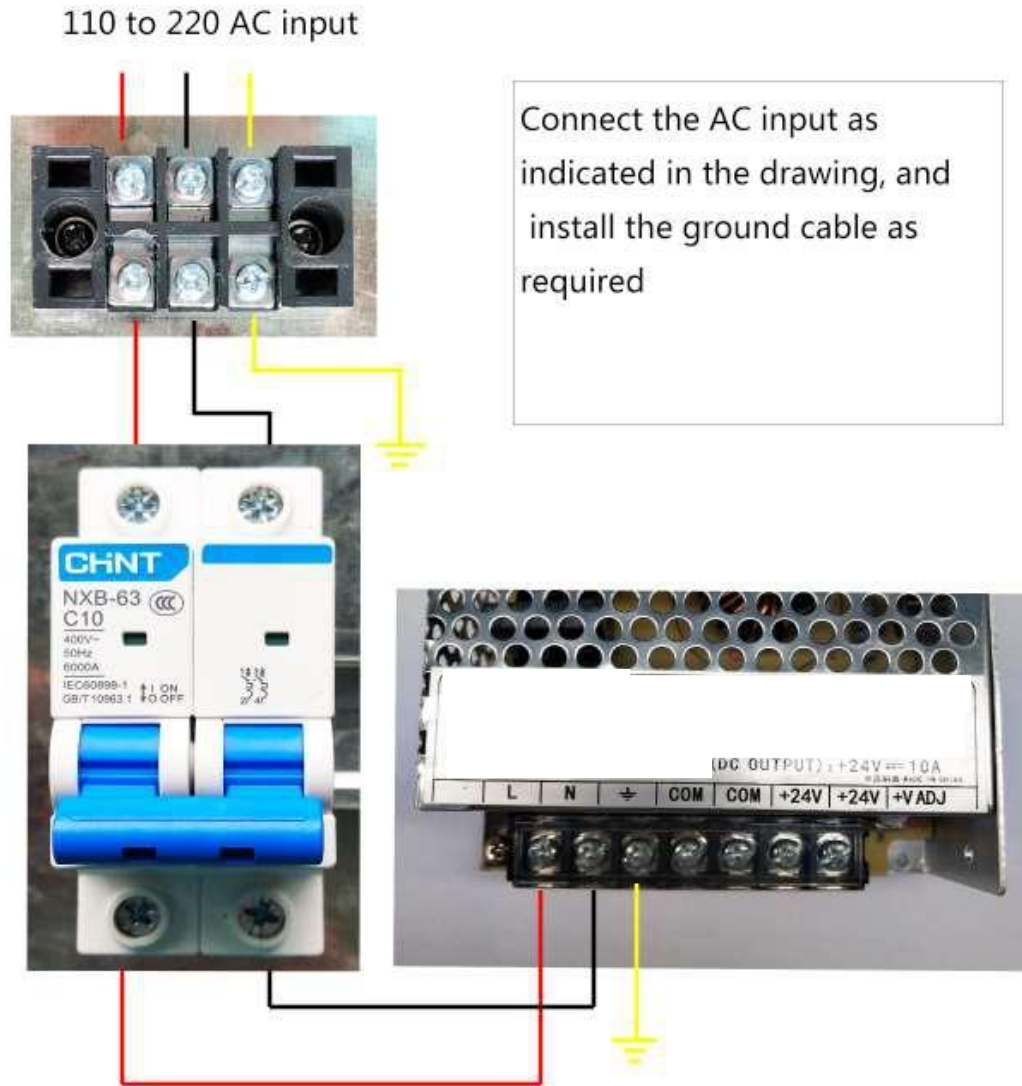 110 to 220 AC input
Connect the AC input as
indicated in the drawing, and
install the ground cable as
required
CHNT
NXB-63 CCC
C10
400V~
50Hz
6000A
IEC60898-1
GB/T10963.1
I ON
O OFF
(DC OUTPUT): +24V⎓10A
L N COM COM +24V +24V +V ADJ